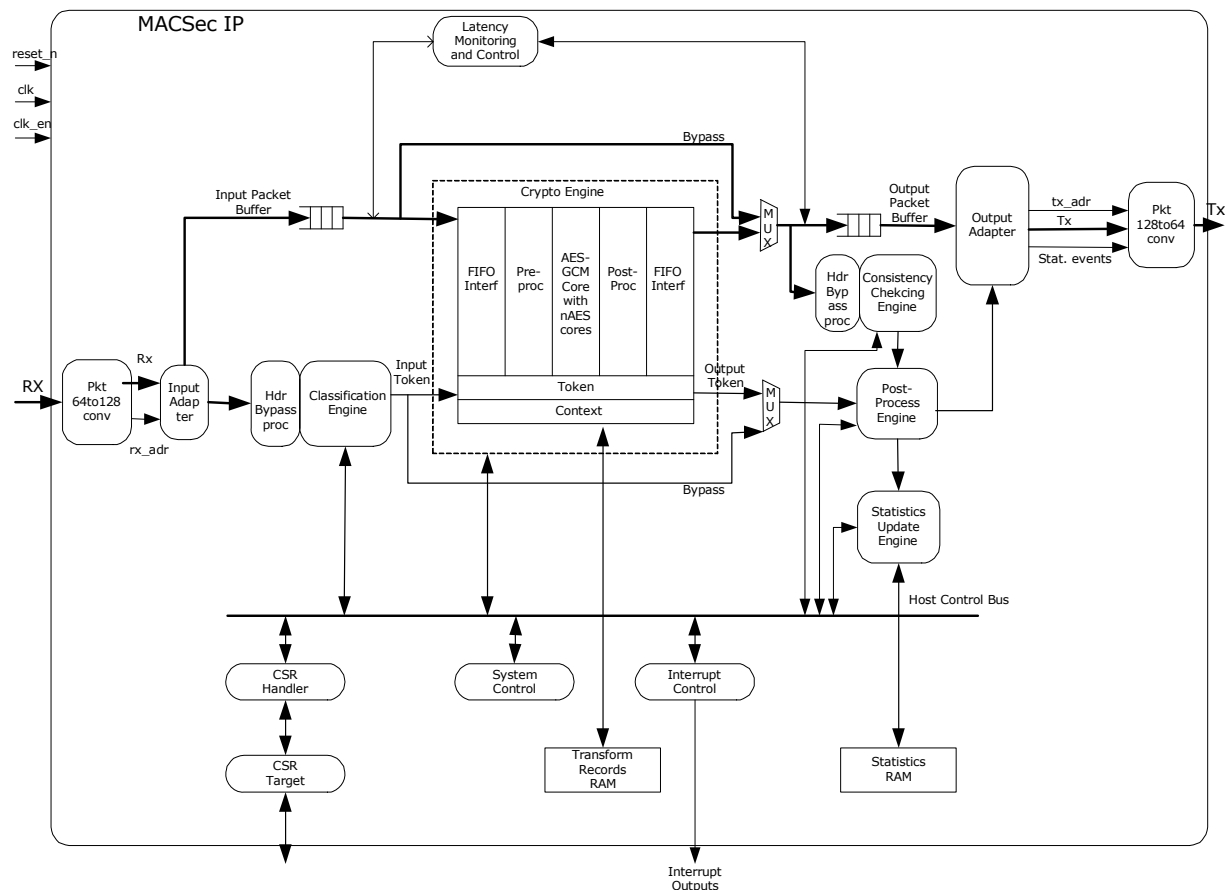 MACSec IP
reset_n
clk
clk_en
Latency
Monitoring
and Control
Bypass
Input Packet
Buffer
Crypto Engine
FIFO
Interf
Pre-
proc
AES-
GCM
Core
with
nAES
cores
Post-
Proc
FIFO
Interf
Token
Context
MUX
Output
Packet
Buffer
Output
Adapter
tx_adr
Tx
Stat. events
Pkt
128to64
conv
Tx
Hdr
Byp
ass
proc
Consistency
Chekcing
Engine
RX
Pkt
64to128
conv
Rx
rx_adr
Input
Adap
ter
Hdr
Bypass
proc
Classification
Engine
Input
Token
Output
Token
MUX
Bypass
Post-
Process
Engine
Statistics
Update
Engine
Host Control Bus
CSR
Handler
System
Control
Interrupt
Control
CSR
Target
Transform
Records
RAM
Statistics
RAM
Interrupt
Outputs